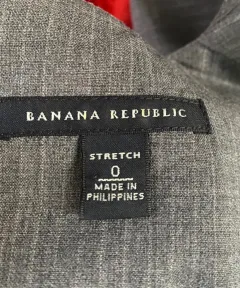 BANANA REPUBLIC
STRETCH
0
MADE IN
PHILIPPINES